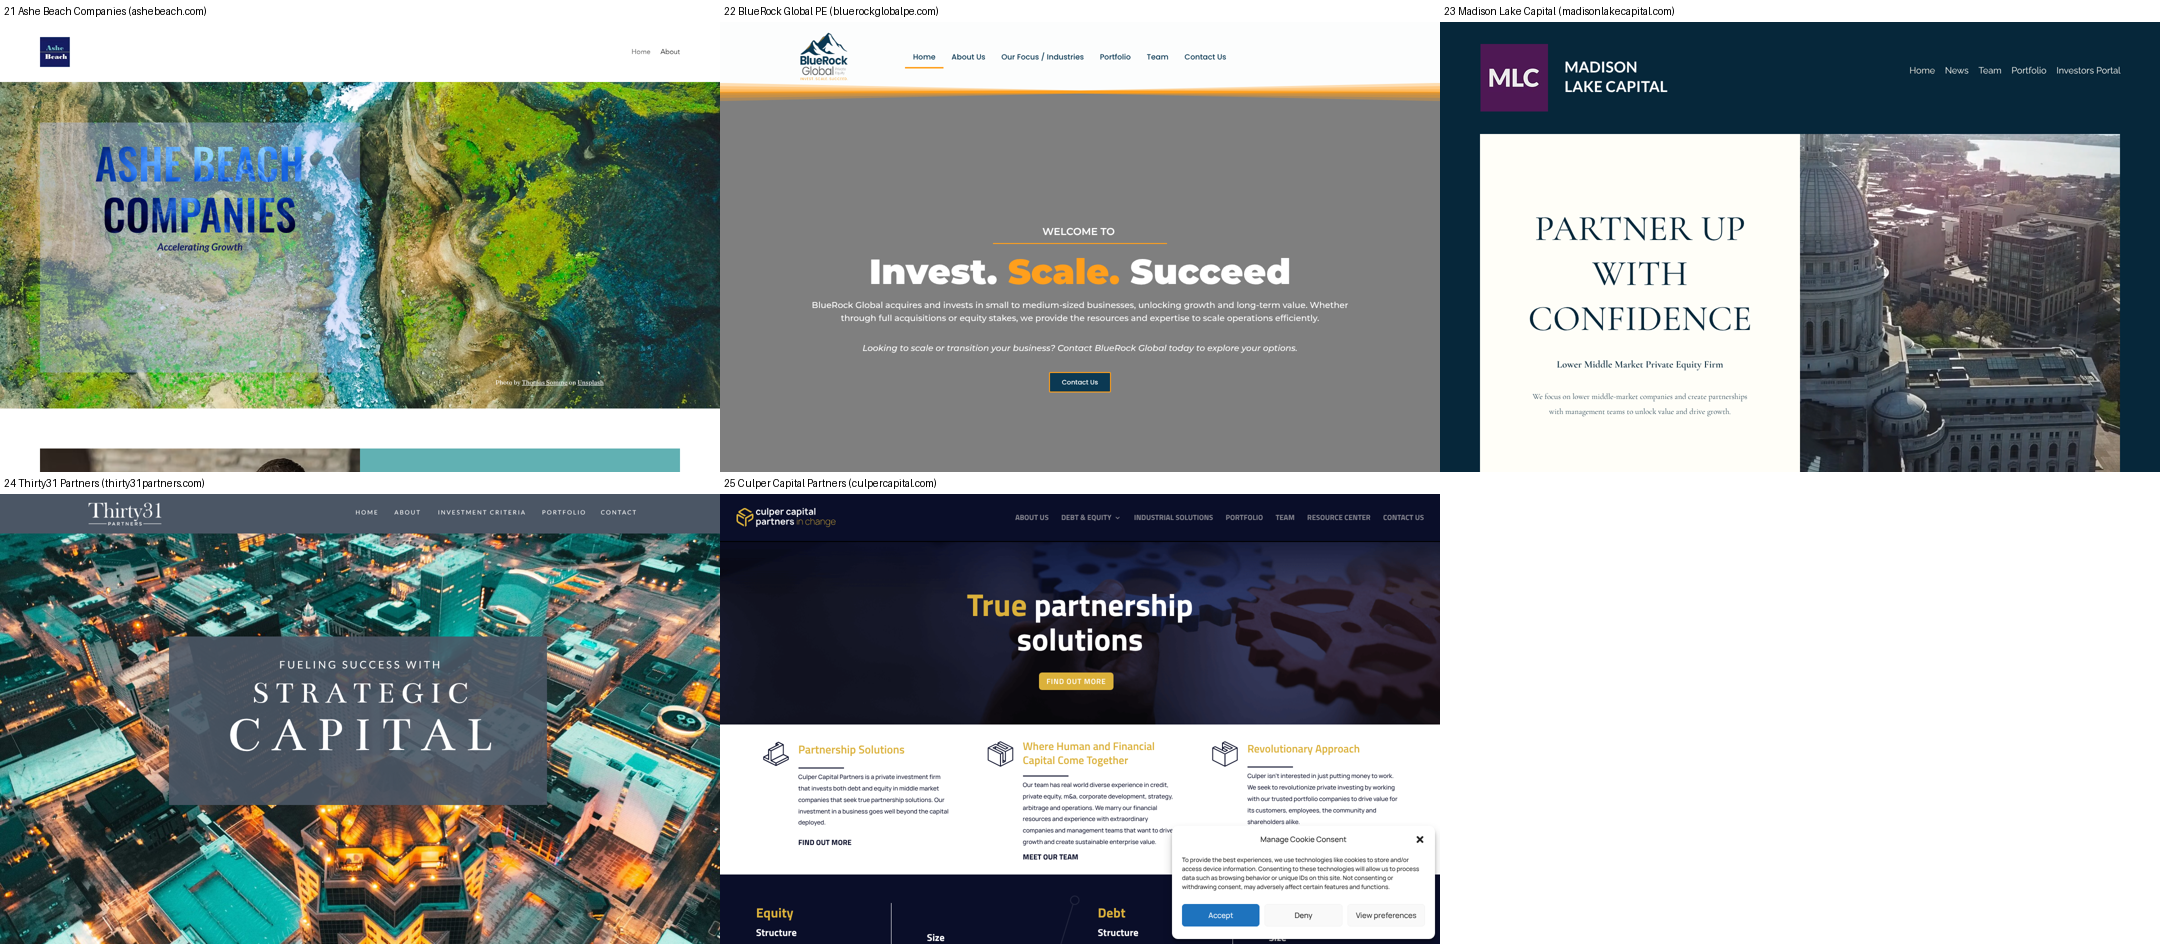 21 Ashe Beach Companies (ashebeach.com)
Ashe
Beach
Home About
ASHE BEACH
COMPANIES
Accelerating Growth
Photo by Thomas Somme on Unsplash
22 BlueRock Global PE (bluerockglobalpe.com)
BlueRock
Global
Home About Us Our Focus / Industries Portfolio Team Contact Us
WELCOME TO
Invest. Scale. Succeed
BlueRock Global acquires and invests in small to medium-sized businesses, unlocking growth and long-term value. Whether
through full acquisitions or equity stakes, we provide the resources and expertise to scale operations efficiently.
Looking to scale or transition your business? Contact BlueRock Global today to explore your options.
Contact Us
23 Madison Lake Capital (madisonlakecapital.com)
MLC
MADISON
LAKE CAPITAL
Home News Team Portfolio Investors Portal
PARTNER UP
WITH
CONFIDENCE
Lower Middle Market Private Equity Firm
We focus on lower middle-market companies and create partnerships
with management teams to unlock value and drive growth.
24 Thirty31 Partners (thirty31partners.com)
Thirty31
PARTNERS
HOME ABOUT INVESTMENT CRITERIA PORTFOLIO CONTACT
FUELING SUCCESS WITH
STRATEGIC
CAPITAL
25 Culper Capital Partners (culpercapital.com)
culper capital
partners in change
ABOUT US DEBT & EQUITY INDUSTRIAL SOLUTIONS PORTFOLIO TEAM RESOURCE CENTER CONTACT US
True partnership
solutions
FIND OUT MORE
Partnership Solutions
Culper Capital Partners is a private investment firm
that invests both debt and equity in middle market
companies that seek true partnership solutions. Our
investment in a business goes well beyond the capital
deployed.
FIND OUT MORE
Where Human and Financial
Capital Come Together
Our team has real world diverse experience in credit,
private equity, m&a, corporate development, strategy,
arbitrage and operations. We marry our financial
resources and experience with extraordinary
companies and management teams that want to drive
growth and create sustainable enterprise value.
MEET OUR TEAM
Revolutionary Approach
Culper isn't interested in just putting money to work.
We seek to revolutionize private investing by working
with our trusted portfolio companies to drive value for
its customers, employees, the community and
shareholders alike.
Manage Cookie Consent
To provide the best experiences, we use technologies like cookies to store and/or
access device information. Consenting to these technologies will allow us to process
data such as browsing behavior or unique IDs on this site. Not consenting or
withdrawing consent, may adversely affect certain features and functions.
Accept Deny View preferences
Equity
Structure
Size
Debt
Structure
Size